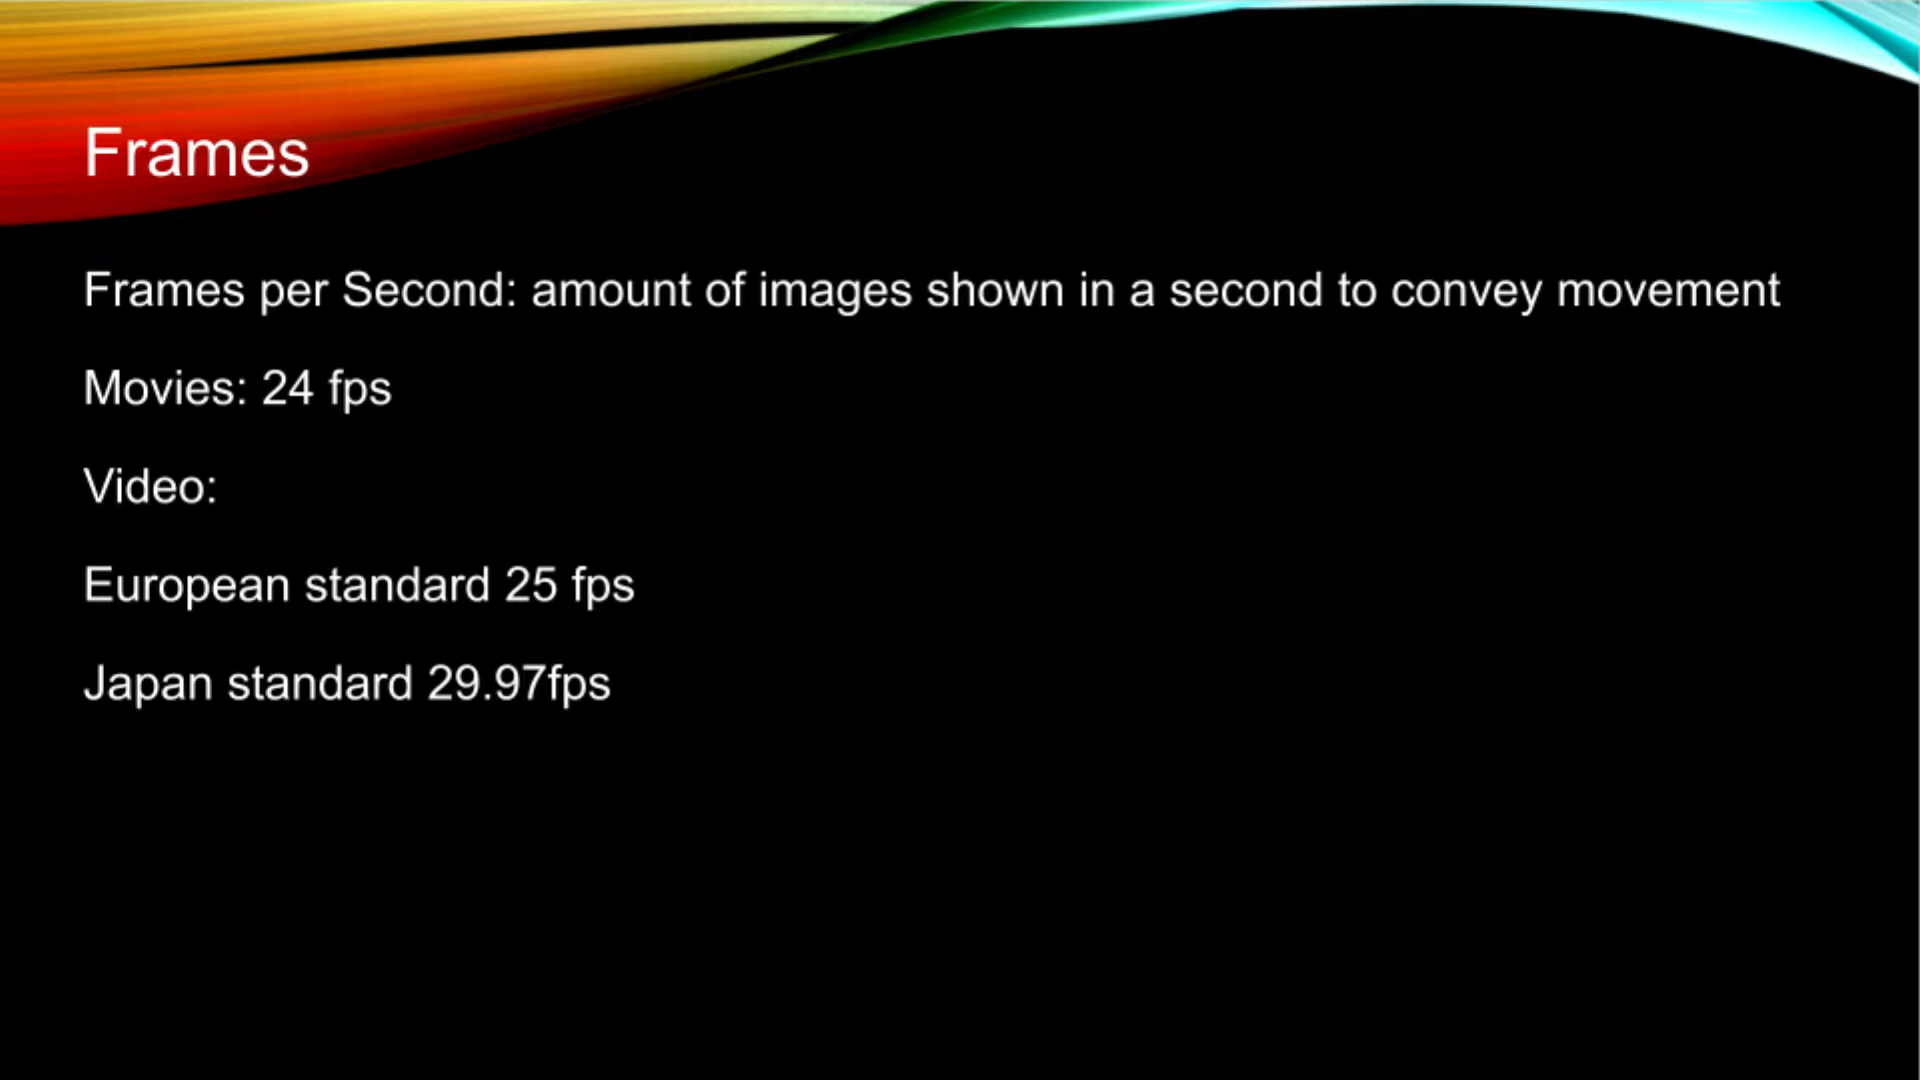 Frames
Frames per Second: amount of images shown in a second to convey movement
Movies: 24 fps
Video:
European standard 25 fps
Japan standard 29.97fps